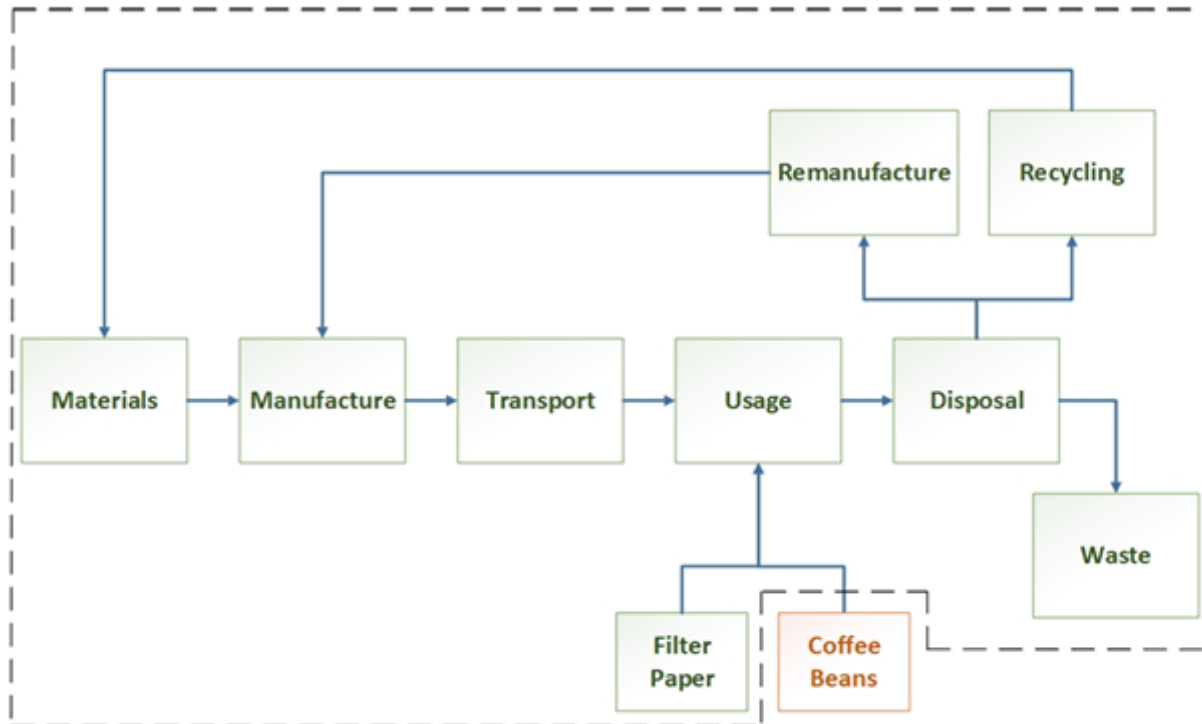 Remanufacture
Recycling
Materials
Manufacture
Transport
Usage
Disposal
Waste
Filter
Paper
Coffee
Beans